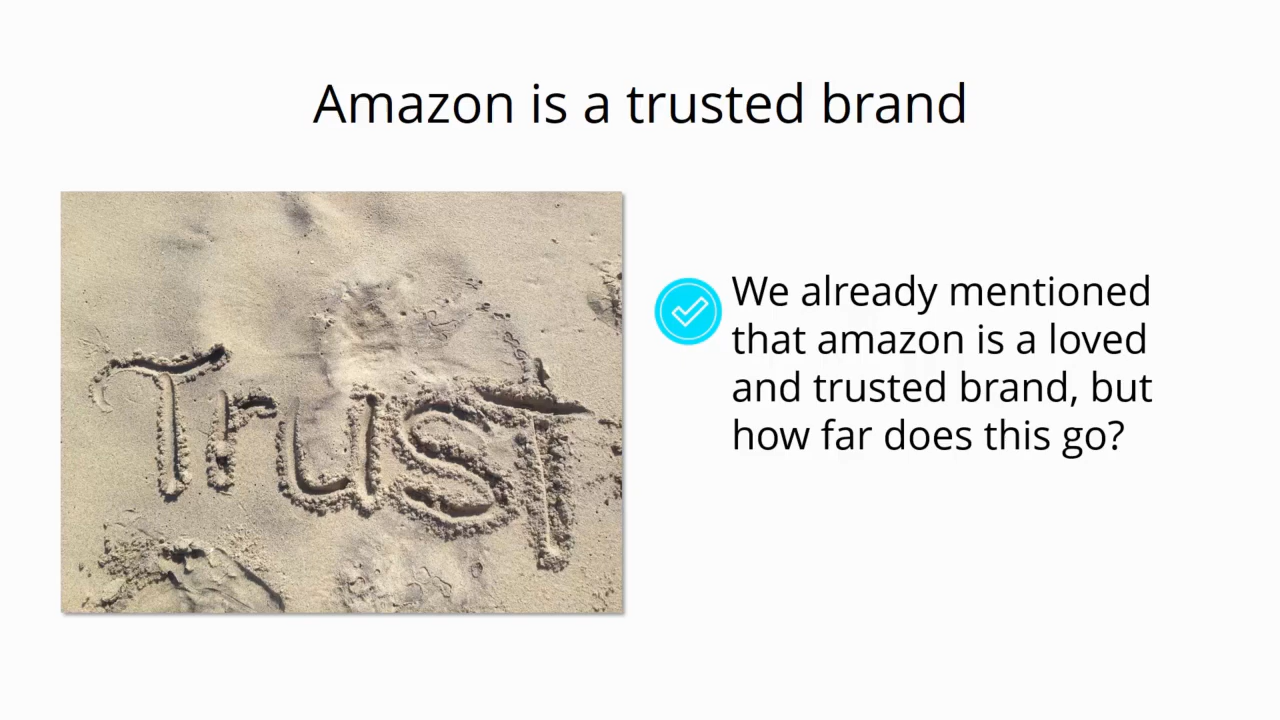 Amazon is a trusted brand
Trust
We already mentioned
that amazon is a loved
and trusted brand, but
how far does this go?